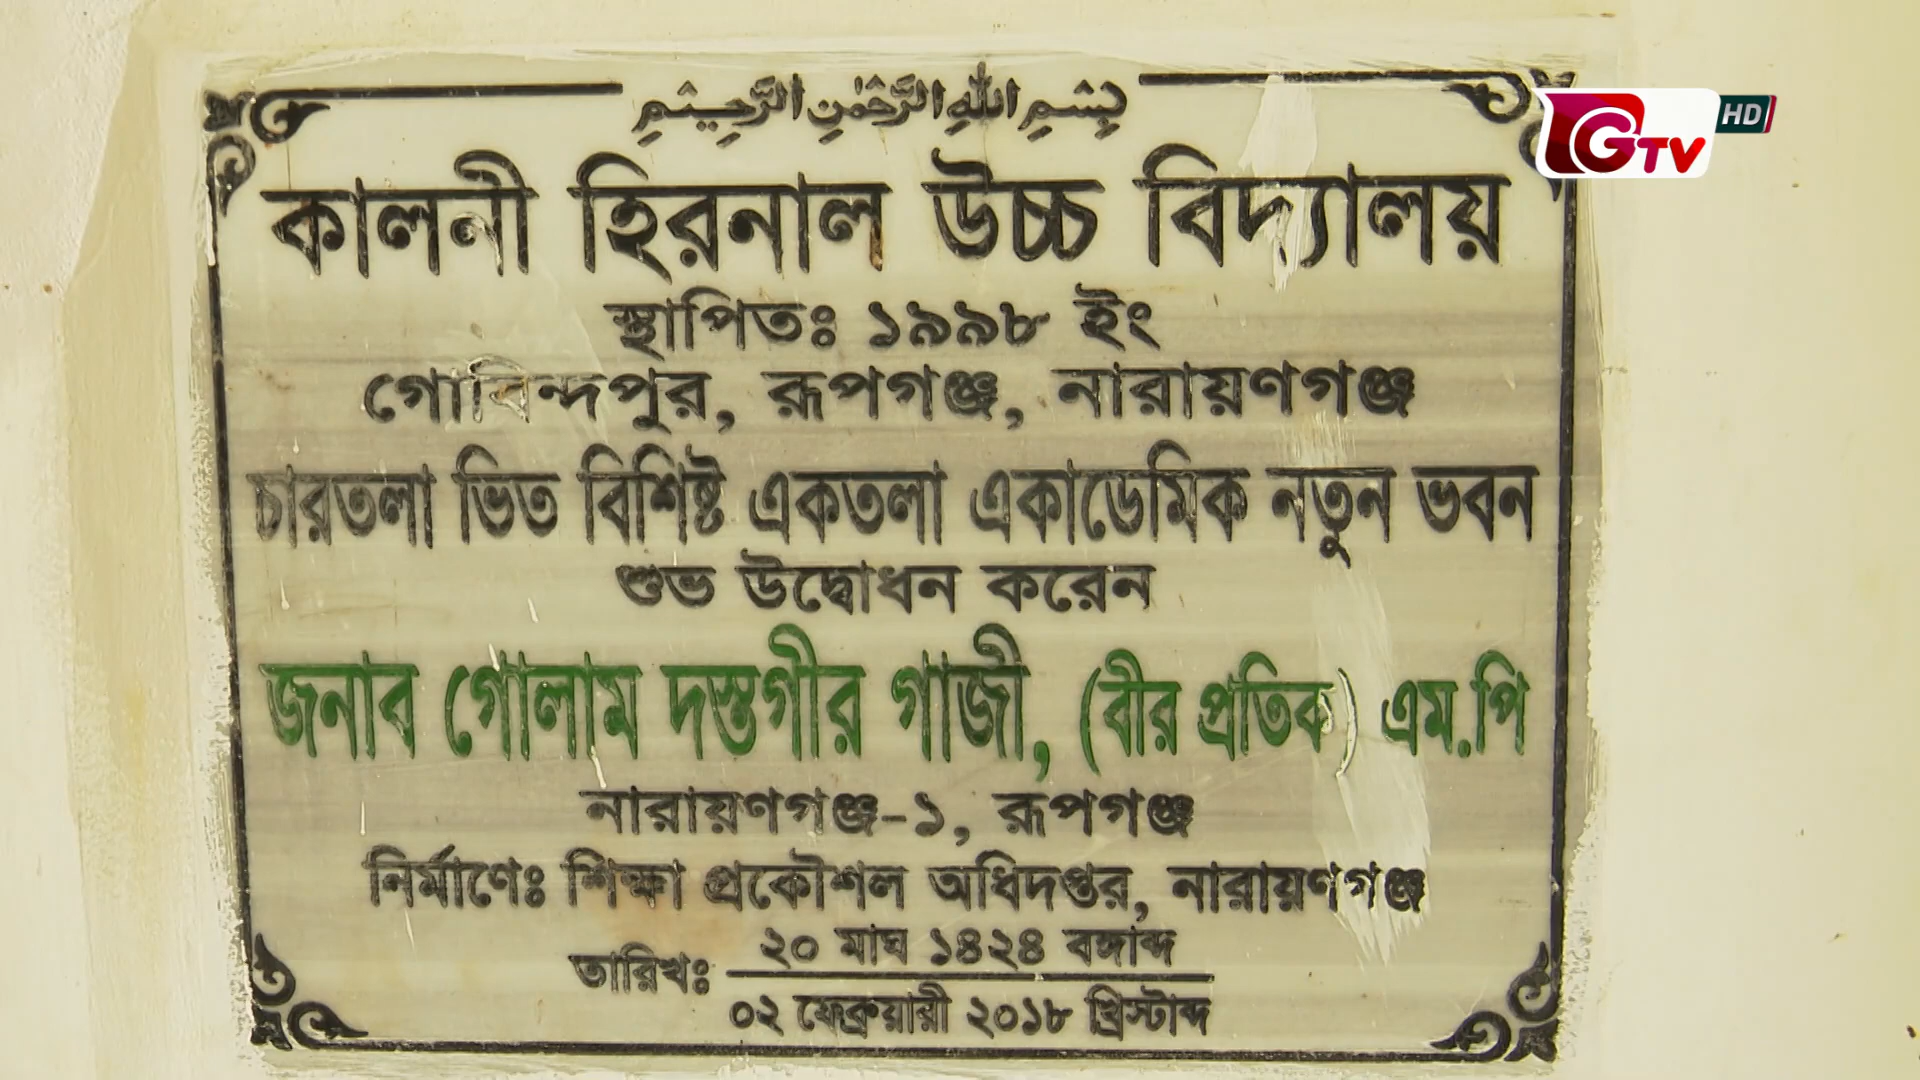 بِسْمِ اللهِ الرَّحْمٰنِ الرَّحِيْمِ
কালনী হিরনাল উচ্চ বিদ্যালয়
স্থাপিতঃ ১৯৯৮ ইং
গোবিন্দপুর, রূপগঞ্জ, নারায়ণগঞ্জ
চারতলা ভিত বিশিষ্ট একতলা একাডেমিক নতুন ভবন
শুভ উদ্বোধন করেন
জনাব গোলাম দস্তগীর গাজী, (বীর প্রতিক) এম.পি
নারায়ণগঞ্জ-১, রূপগঞ্জ
নির্মাণেঃ শিক্ষা প্রকৌশল অধিদপ্তর, নারায়ণগঞ্জ
তারিখঃ ২০ মাঘ ১৪২৪ বঙ্গাব্দ
০২ ফেব্রুয়ারী ২০১৮ খ্রিস্টাব্দ
GTV HD